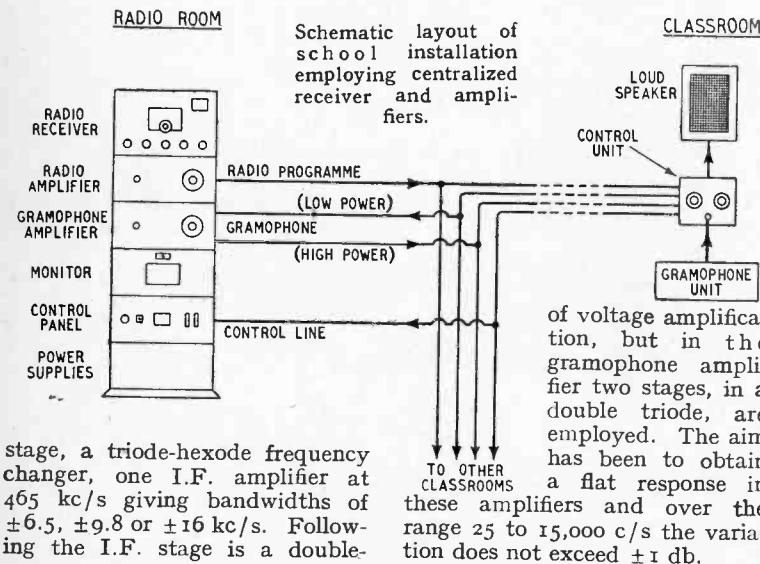 RADIO ROOM
Schematic layout of
school installation
employing centralized
receiver and ampli-
fiers.
CLASSROOM
LOUD
SPEAKER
CONTROL
UNIT
RADIO
RECEIVER
RADIO
AMPLIFIER
GRAMOPHONE
AMPLIFIER
MONITOR
CONTROL
PANEL
POWER
SUPPLIES
RADIO PROGRAMME
(LOW POWER)
GRAMOPHONE
(HIGH POWER)
CONTROL LINE
GRAMOPHONE
UNIT
TO OTHER
CLASSROOMS
stage, a triode-hexode frequency
changer, one I.F. amplifier at
465 kc/s giving bandwidths of
±6.5, ±9.8 or ±16 kc/s. Follow-
ing the I.F. stage is a double-
of voltage amplifica
tion, but in the
gramophone ampli
fier two stages, in a
double triode, are
employed. The aim
has been to obtain
a flat response in
these amplifiers and over the
range 25 to 15,000 c/s the varia
tion does not exceed ±1 db.